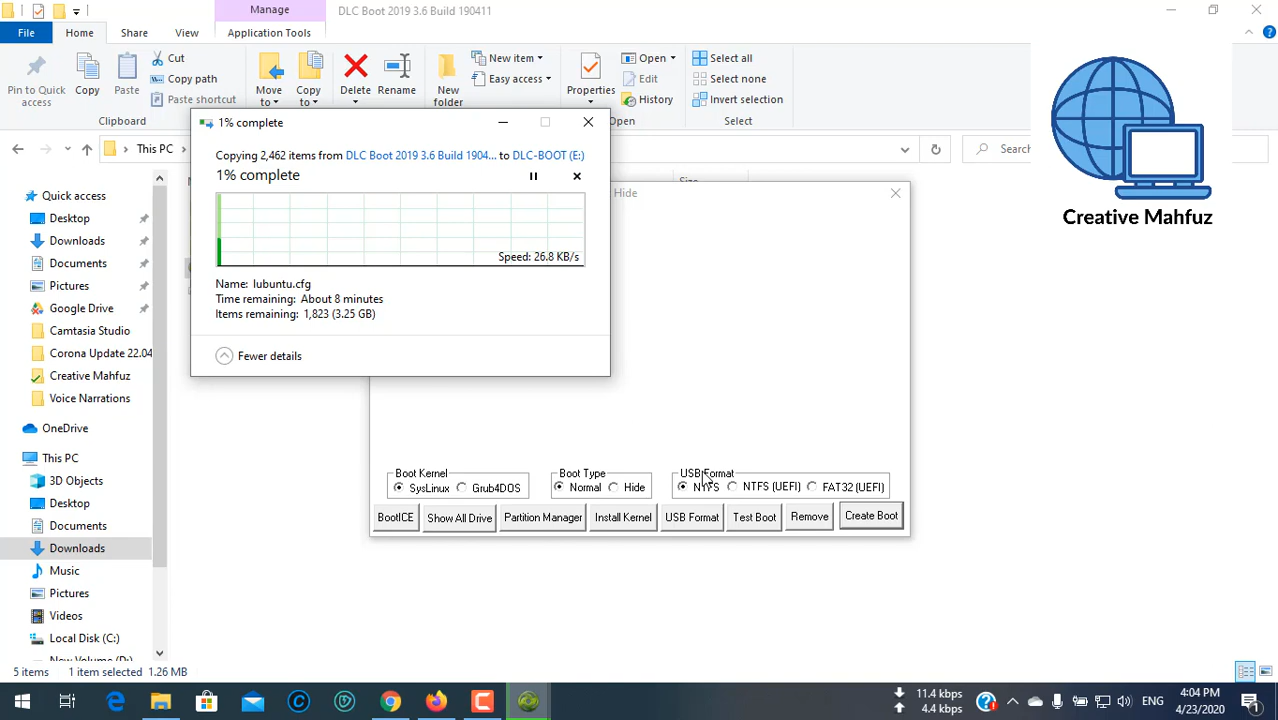 Manage
DLC Boot 2019 3.6 Build 190411
File
Home
Share
View
Application Tools
Pin to Quick access
Copy
Paste
Cut
Copy path
Paste shortcut
Clipboard
Move to
Copy to
Delete
Rename
New folder
New item
Easy access
Properties
Open
Edit
History
Open
Select all
Select none
Invert selection
Select
This PC
Search
Creative Mahfuz
Quick access
Desktop
Downloads
Documents
Pictures
Google Drive
Camtasia Studio
Corona Update 22.04
Creative Mahfuz
Voice Narrations
OneDrive
This PC
3D Objects
Desktop
Documents
Downloads
Music
Pictures
Videos
Local Disk (C:)
New Volume (D:)
Size
1% complete
Copying 2,462 items from DLC Boot 2019 3.6 Build 1904... to DLC-BOOT (E:)
1% complete
Speed: 26.8 KB/s
Name: lubuntu.cfg
Time remaining: About 8 minutes
Items remaining: 1,823 (3.25 GB)
Fewer details
Hide
Boot Kernel
SysLinux
Grub4DOS
Boot Type
Normal
Hide
USB Format
NTFS
NTFS (UEFI)
FAT32 (UEFI)
BootICE
Show All Drive
Partition Manager
Install Kernel
USB Format
Test Boot
Remove
Create Boot
5 items
1 item selected 1.26 MB
11.4 kbps
4.4 kbps
ENG
4:04 PM
4/23/2020